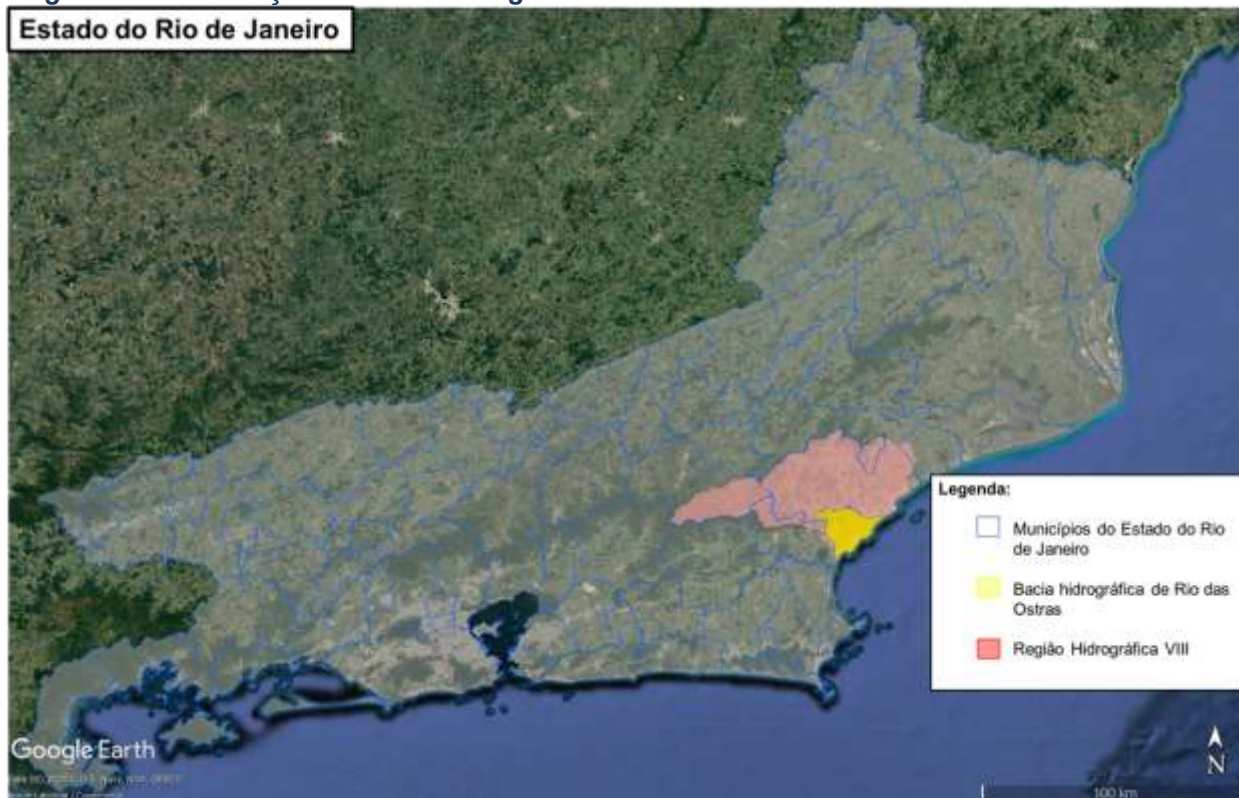 Estado do Rio de Janeiro
Legenda:
Municípios do Estado do Rio
de Janeiro
Bacia hidrográfica de Rio das
Ostras
Região Hidrográfica VIII
Google Earth
N
100 km